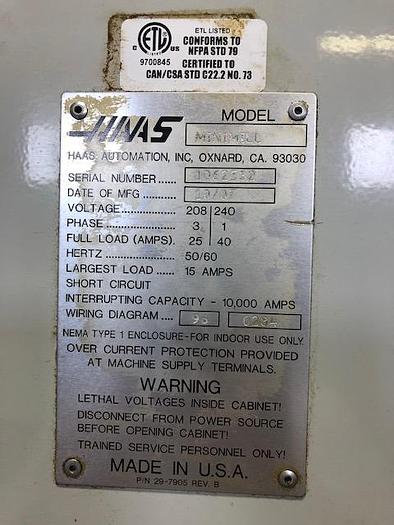 ETL LISTED
CONFORMS TO
NFPA STD 79
ETL
C US
9700845
CERTIFIED TO
CAN/CSA STD C22.2 NO. 73
HAAS MODEL
HAAS AUTOMATION, INC, OXNARD, CA. 93030
SERIAL NUMBER
DATE OF MFG
VOLTAGE 208 240
PHASE 3 1
FULL LOAD (AMPS). 25 40
HERTZ 50/60
LARGEST LOAD 15 AMPS
SHORT CIRCUIT
INTERRUPTING CAPACITY - 10,000 AMPS
WIRING DIAGRAM
NEMA TYPE 1 ENCLOSURE-FOR INDOOR USE ONLY
OVER CURRENT PROTECTION PROVIDED
AT MACHINE SUPPLY TERMINALS.
WARNING
LETHAL VOLTAGES INSIDE CABINET!
DISCONNECT FROM POWER SOURCE
BEFORE OPENING CABINET!
TRAINED SERVICE PERSONNEL ONLY!
MADE IN U.S.A.
P/N 29-7905 REV. B